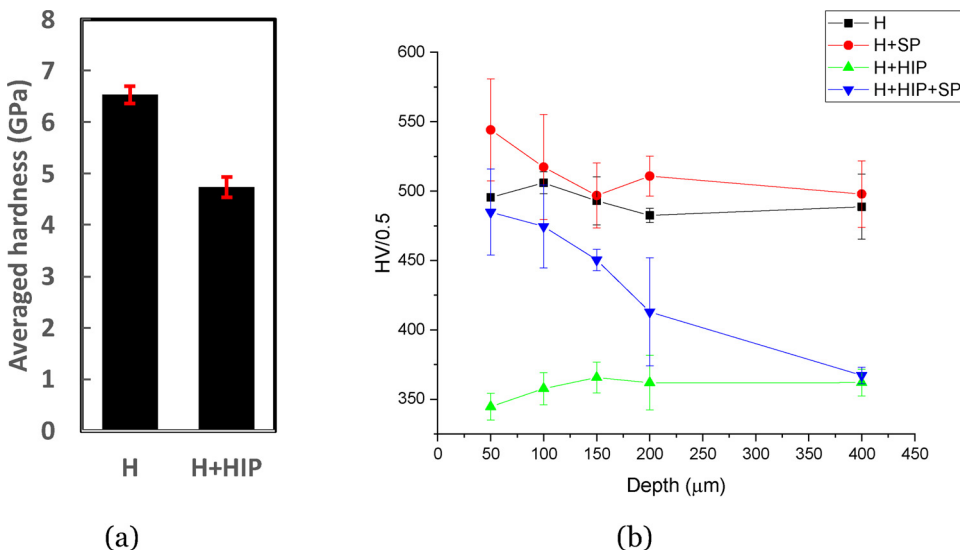 Averaged hardness (GPa)
8
7
6
5
4
3
2
1
0
H
H+HIP
(a)
H
H+SP
H+HIP
H+HIP+SP
HV/0.5
600
550
500
450
400
350
50 100 150 200 250 300 350 400 450
Depth (μm)
(b)